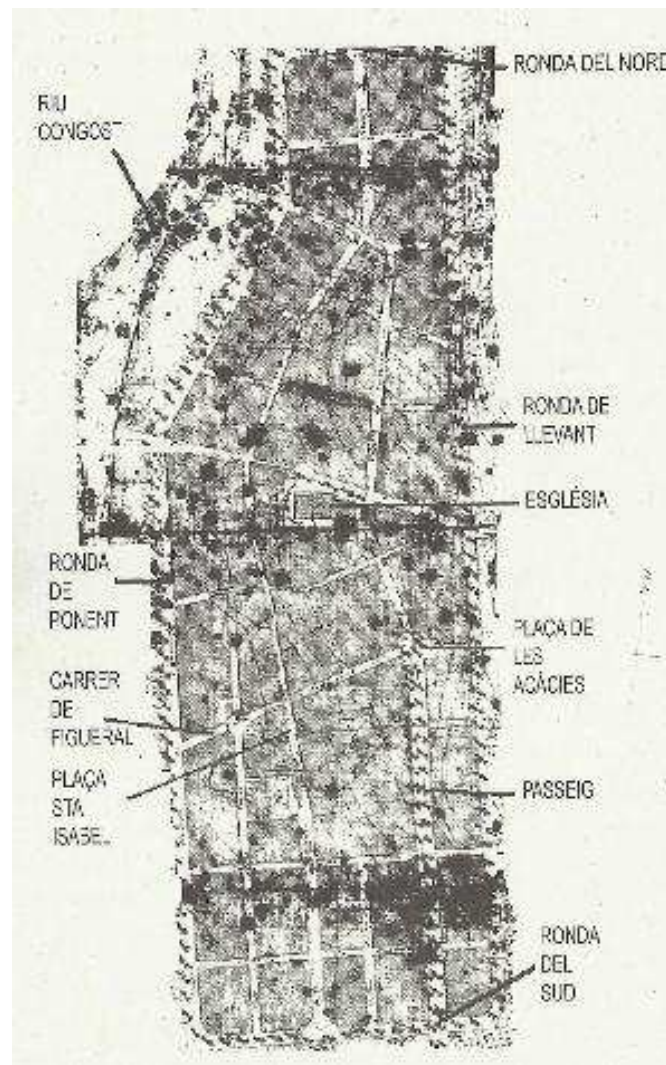 RONDA DEL NORD
RIU
CONGOST
RONDA DE
LLEVANT
ESGLÉSIA
RONDA
DE
PONENT
PLAÇA DE
LES
ACÀCIES
CARRER
DE
FIGUERAL
PLAÇA
STA
ISABEL
PASSEIG
RONDA
DEL
SUD